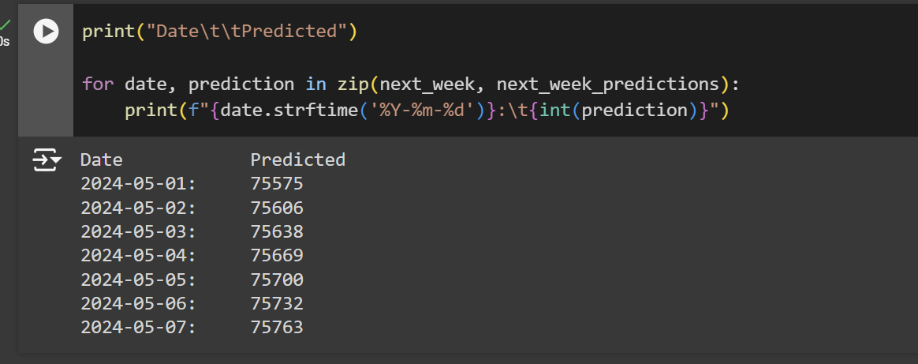 0s
print("Date\t\tPredicted")
for date, prediction in zip(next_week, next_week_predictions):
    print(f"{date.strftime('%Y-%m-%d')}:\t{int(prediction)}")
Date Predicted
2024-05-01: 75575
2024-05-02: 75606
2024-05-03: 75638
2024-05-04: 75669
2024-05-05: 75700
2024-05-06: 75732
2024-05-07: 75763